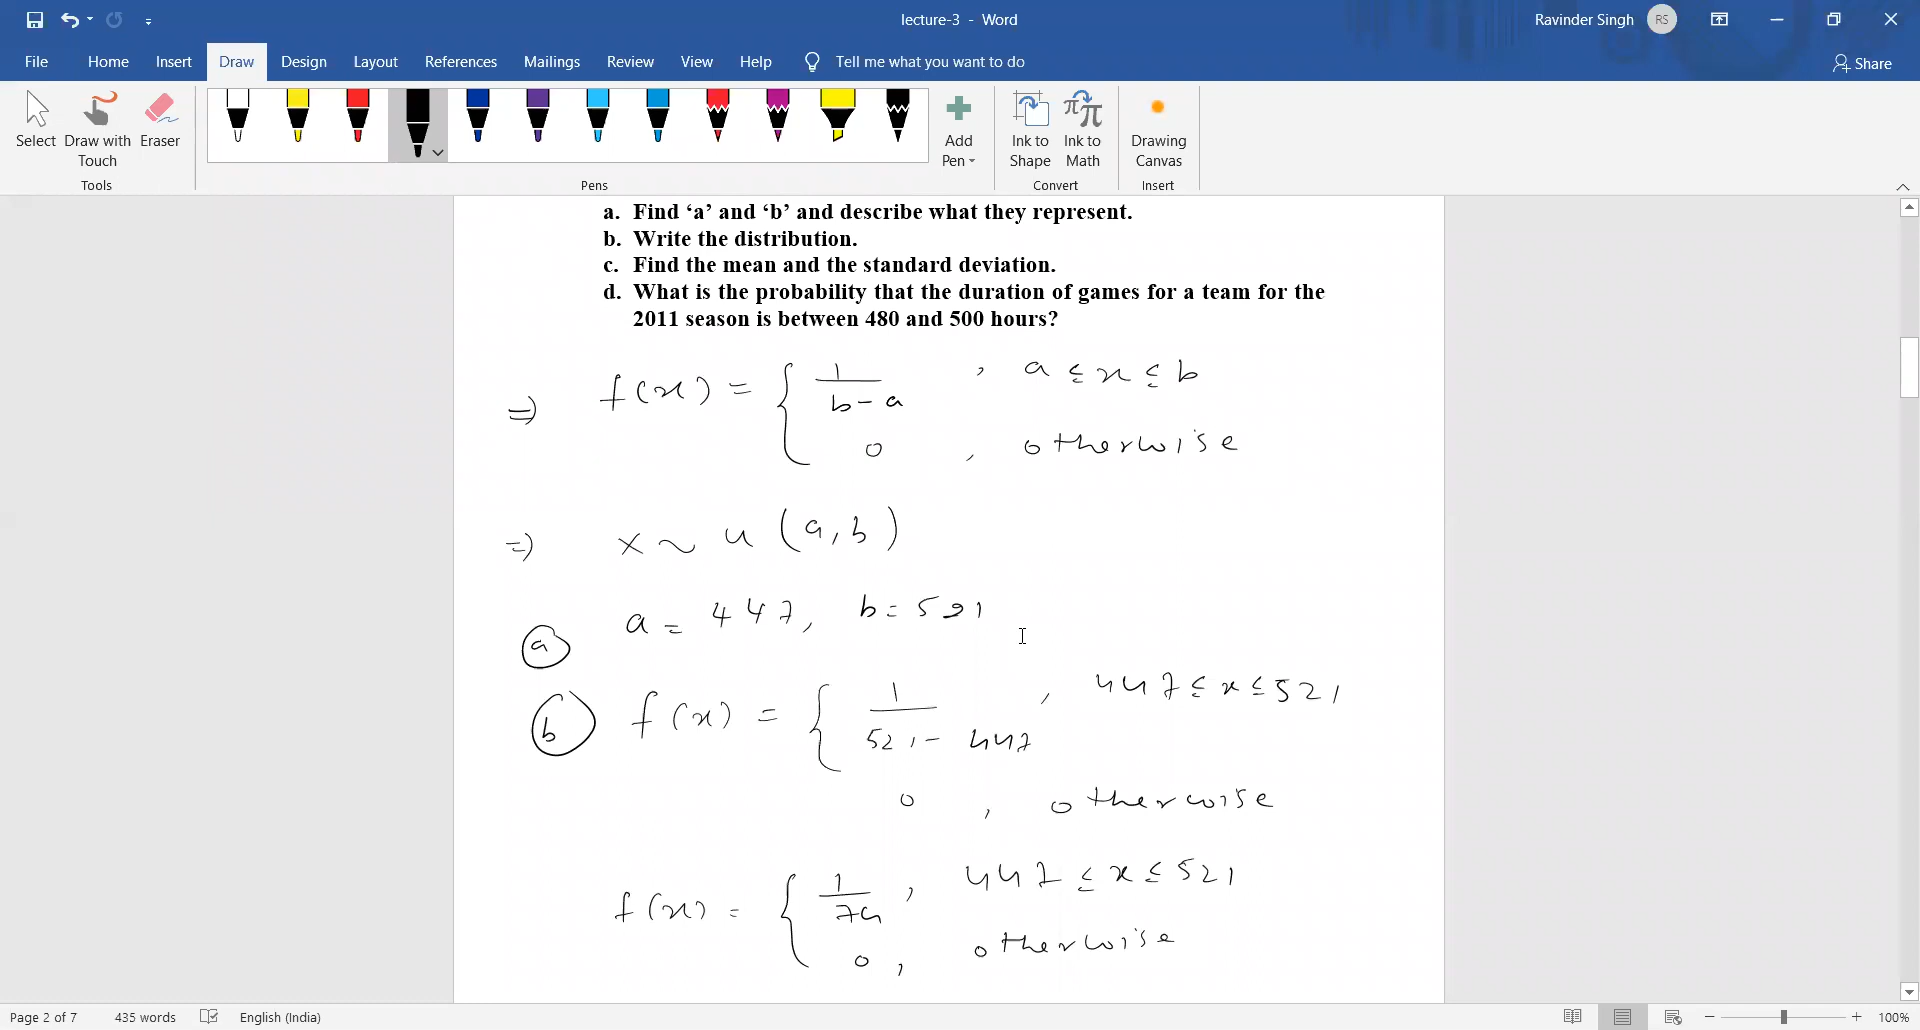 lecture-3 - Word
Ravinder Singh RS
File Home Insert Draw Design Layout References Mailings Review View Help Tell me what you want to do Share
Select Draw with Touch Eraser Add Pen Ink to Shape Ink to Math Drawing Canvas
Tools Pens Convert Insert
a. Find ‘a’ and ‘b’ and describe what they represent.
b. Write the distribution.
c. Find the mean and the standard deviation.
d. What is the probability that the duration of games for a team for the
2011 season is between 480 and 500 hours?
⇒ f(x) = { 1/(b-a) , a ≤ x ≤ b
0 , otherwise
⇒ X ~ U (a, b)
(a) a = 447, b = 521
(b) f(x) = { 1/(521 - 447) , 447 ≤ x ≤ 521
0 , otherwise
f(x) = { 1/74 , 447 ≤ x ≤ 521
0 , otherwise
Page 2 of 7 435 words English (India) 100%